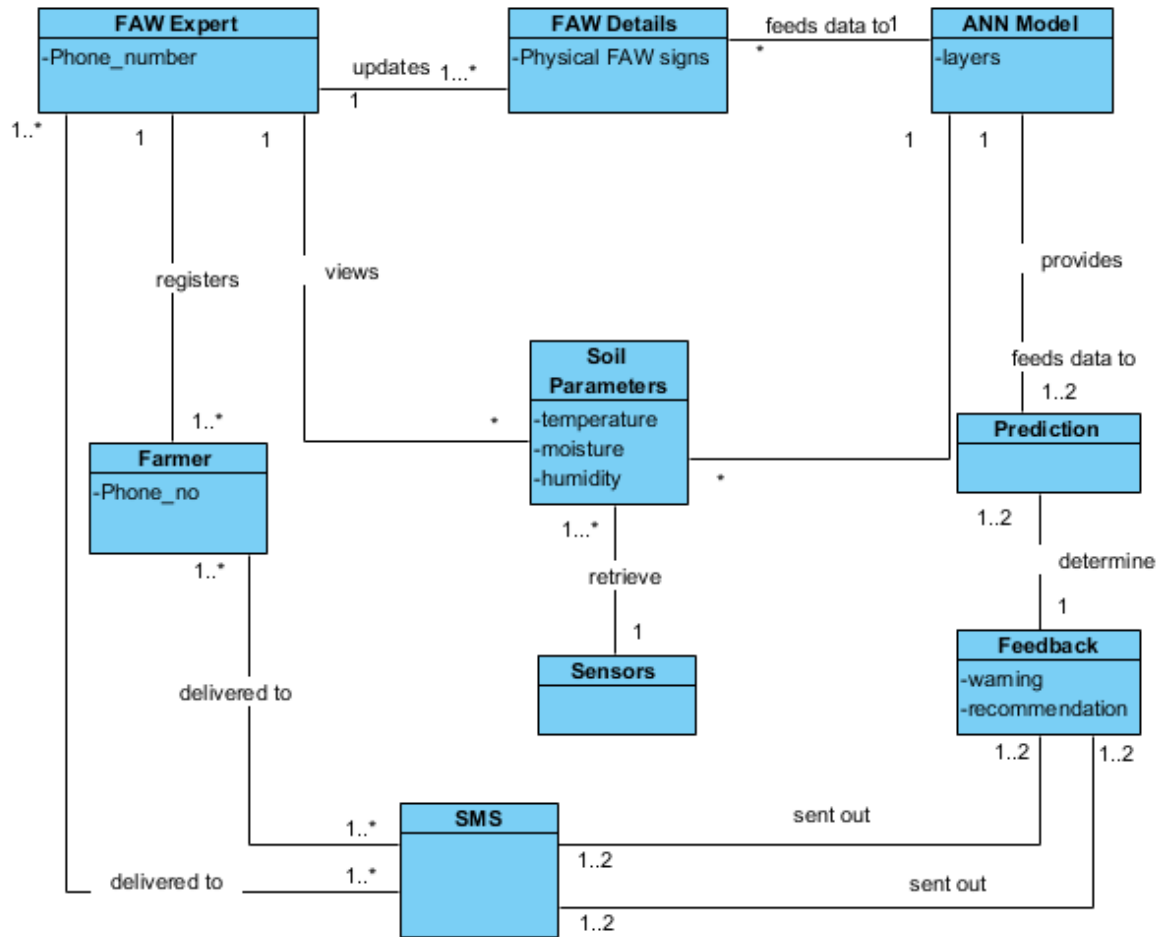 FAW Expert
-Phone_number
FAW Details
-Physical FAW signs
ANN Model
-layers
updates
1...*
1
feeds data to
1
*
1..*
1
1
1
1
registers
views
provides
feeds data to
1..2
Soil
Parameters
-temperature
-moisture
-humidity
*
*
1..*
Farmer
-Phone_no
Prediction
1..*
1...*
1..2
retrieve
determine
1
1
Sensors
Feedback
-warning
-recommendation
delivered to
1..2
1..2
SMS
sent out
1..*
1..2
delivered to
1..*
sent out
1..2